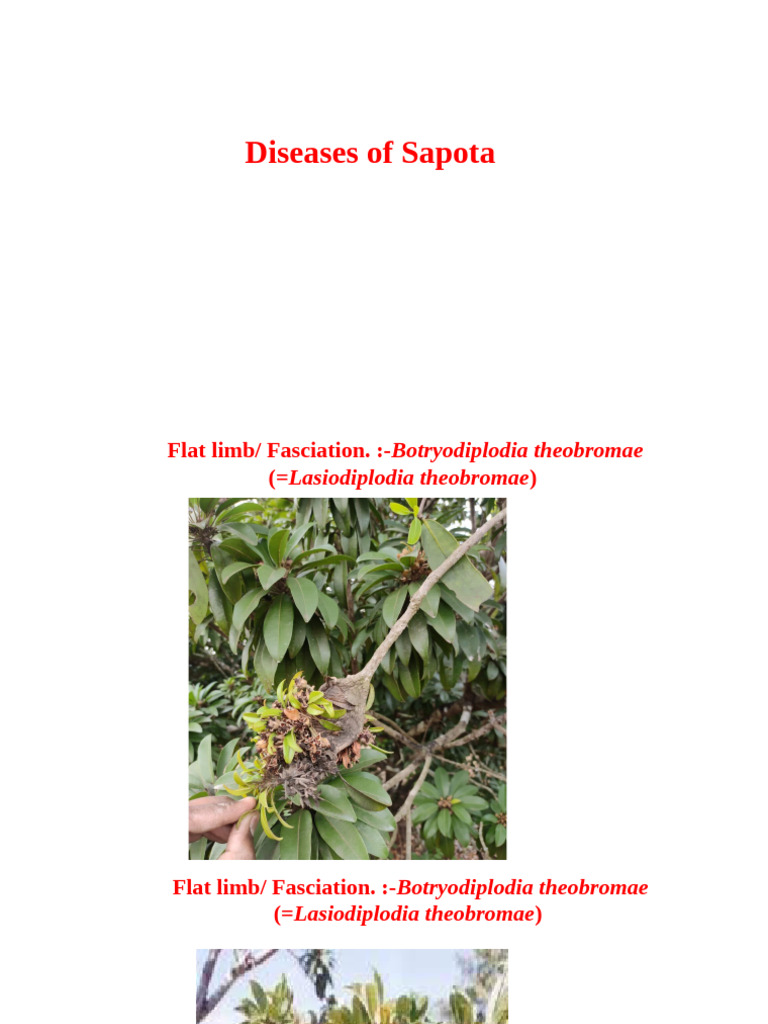 Diseases of Sapota
Flat limb/ Fasciation. :-Botryodiplodia theobromae
(=Lasiodiplodia theobromae)
Flat limb/ Fasciation. :-Botryodiplodia theobromae
(=Lasiodiplodia theobromae)